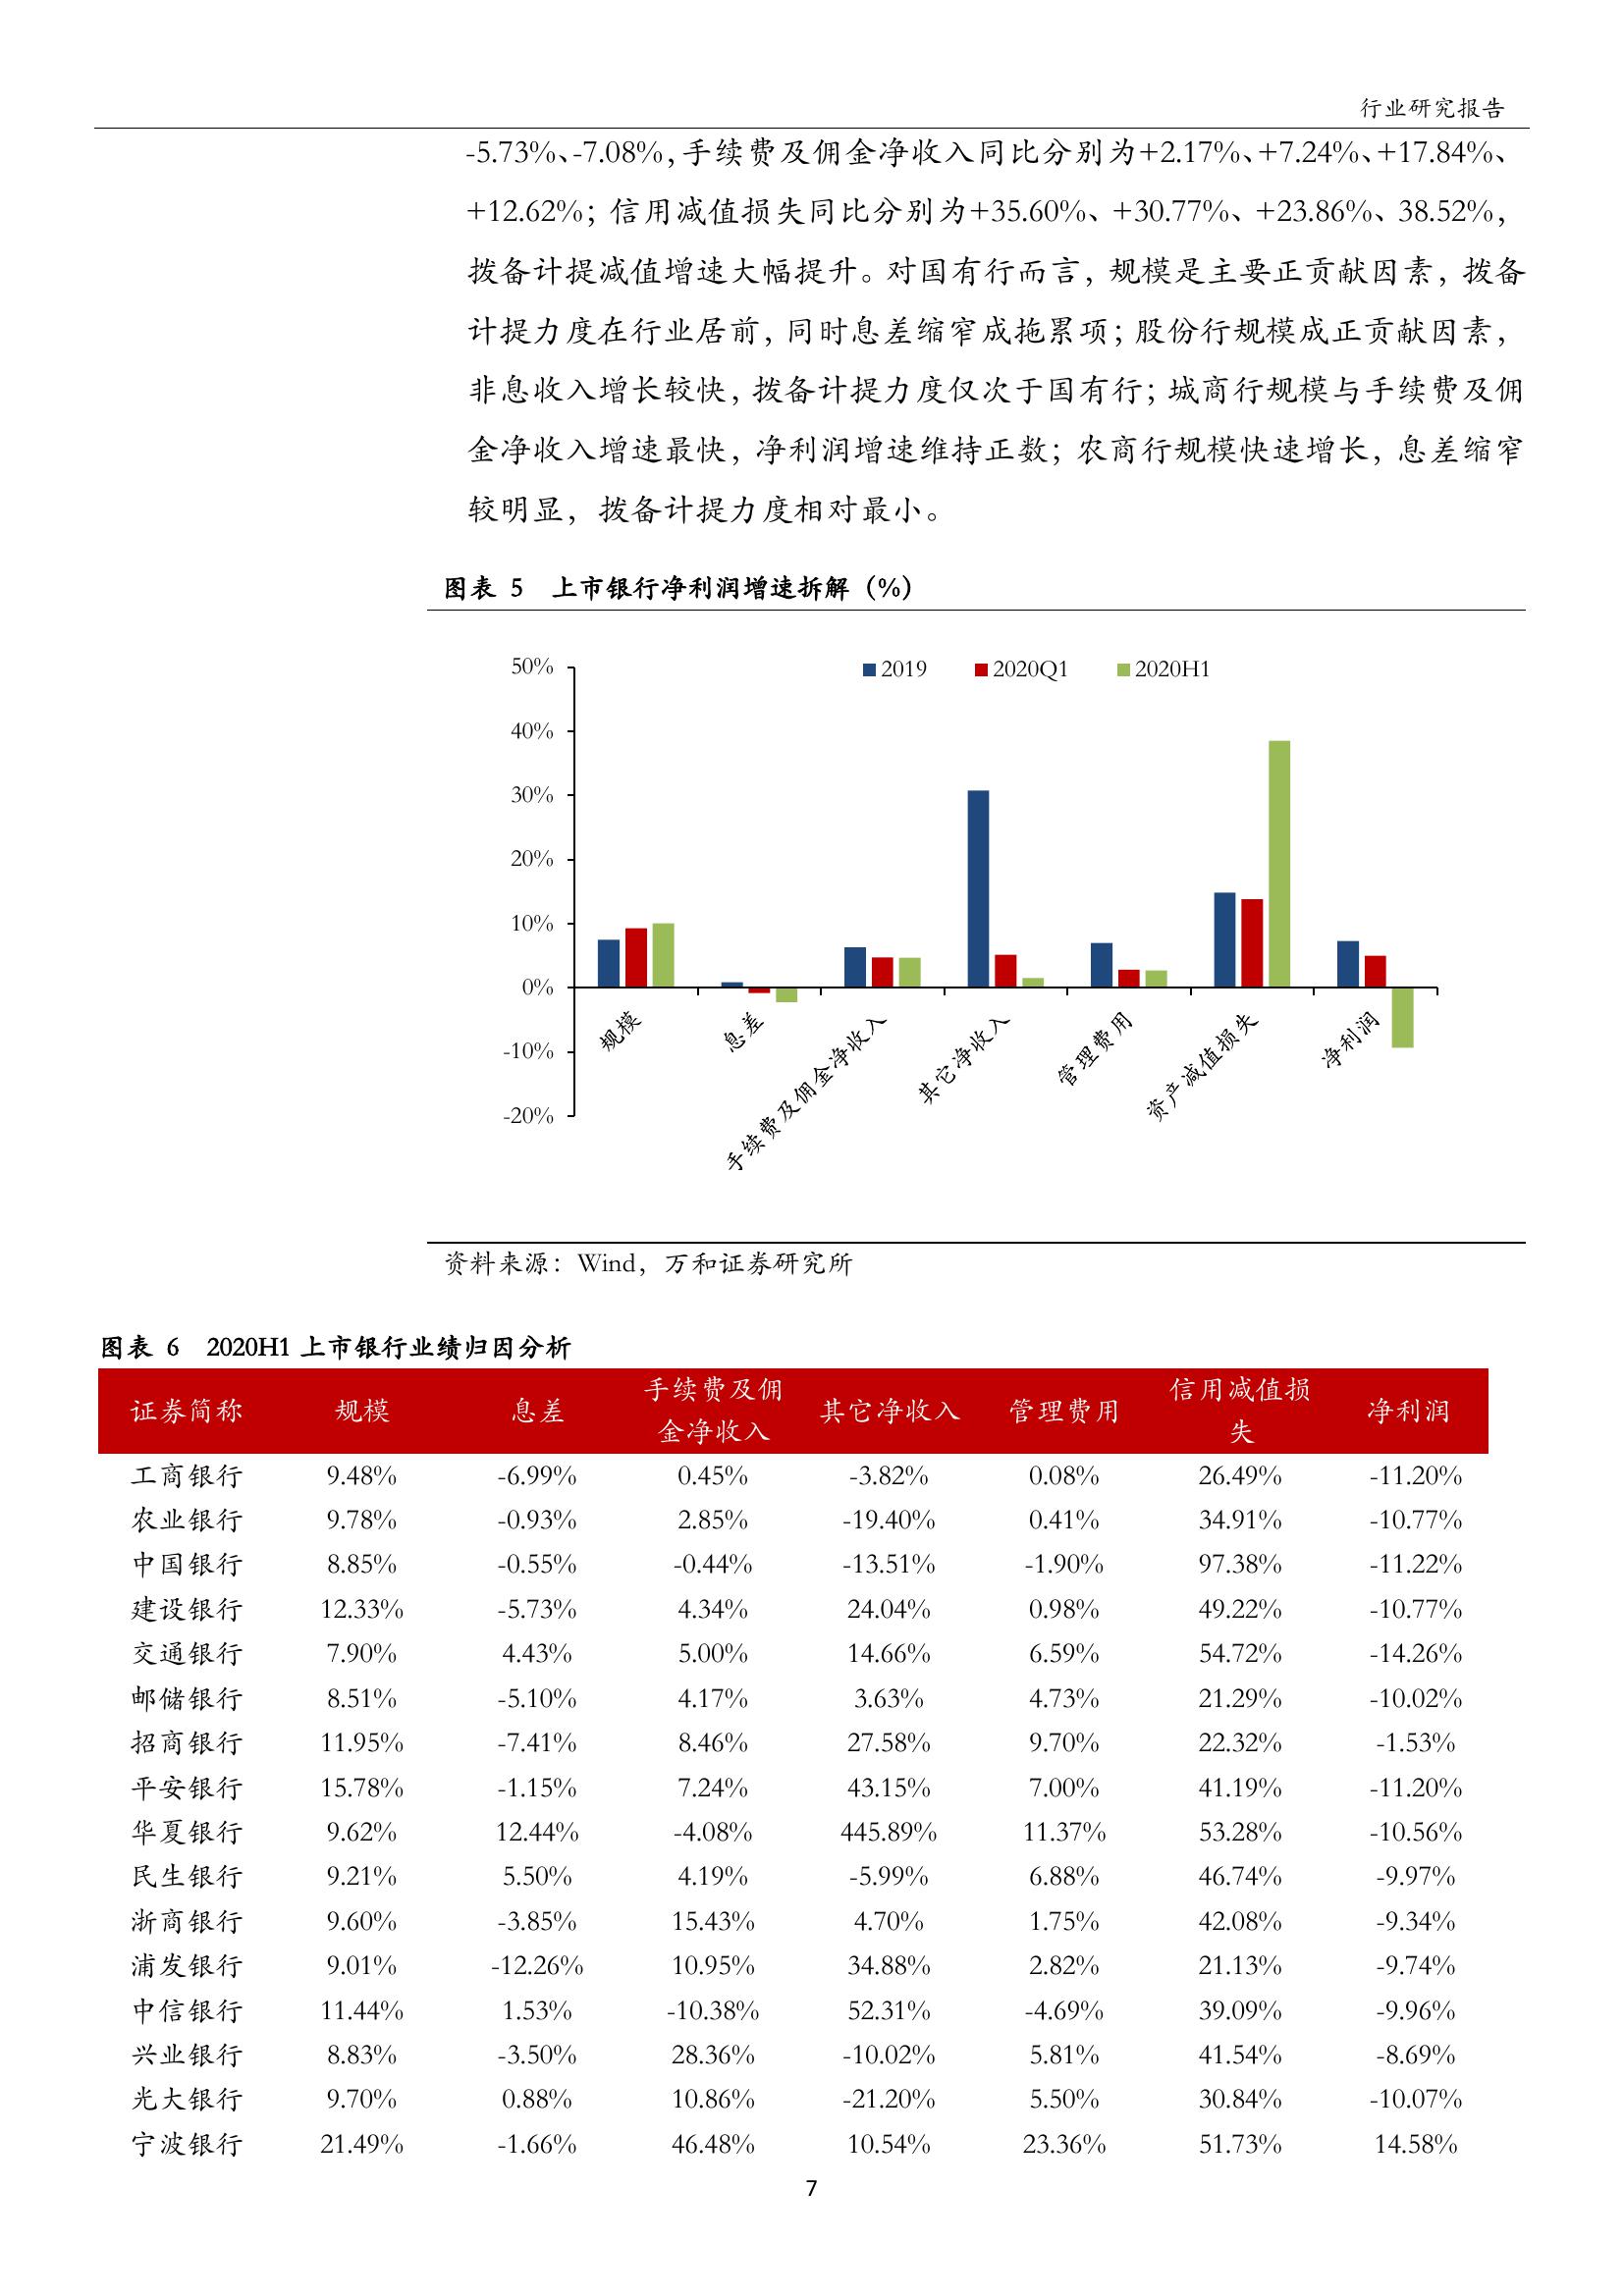 行业研究报告
-5.73%、-7.08%，手续费及佣金净收入同比分别为+2.17%、+7.24%、+17.84%、
+12.62%；信用减值损失同比分别为+35.60%、+30.77%、+23.86%、38.52%，
拨备计提减值增速大幅提升。对国有行而言，规模是主要正贡献因素，拨备
计提力度在行业居前，同时息差缩窄成拖累项；股份行规模成正贡献因素，
非息收入增长较快，拨备计提力度仅次于国有行；城商行规模与手续费及佣
金净收入增速最快，净利润增速维持正数；农商行规模快速增长，息差缩窄
较明显，拨备计提力度相对最小。
图表 5 上市银行净利润增速拆解（%）
2019 2020Q1 2020H1
50%
40%
30%
20%
10%
0%
-10%
-20%
规模
息差
手续费及佣金净收入
其它净收入
管理费用
资产减值损失
净利润
资料来源：Wind，万和证券研究所
图表 6 2020H1 上市银行业绩归因分析
证券简称 规模 息差 手续费及佣金净收入 其它净收入 管理费用 信用减值损失 净利润
工商银行 9.48% -6.99% 0.45% -3.82% 0.08% 26.49% -11.20%
农业银行 9.78% -0.93% 2.85% -19.40% 0.41% 34.91% -10.77%
中国银行 8.85% -0.55% -0.44% -13.51% -1.90% 97.38% -11.22%
建设银行 12.33% -5.73% 4.34% 24.04% 0.98% 49.22% -10.77%
交通银行 7.90% 4.43% 5.00% 14.66% 6.59% 54.72% -14.26%
邮储银行 8.51% -5.10% 4.17% 3.63% 4.73% 21.29% -10.02%
招商银行 11.95% -7.41% 8.46% 27.58% 9.70% 22.32% -1.53%
平安银行 15.78% -1.15% 7.24% 43.15% 7.00% 41.19% -11.20%
华夏银行 9.62% 12.44% -4.08% 445.89% 11.37% 53.28% -10.56%
民生银行 9.21% 5.50% 4.19% -5.99% 6.88% 46.74% -9.97%
浙商银行 9.60% -3.85% 15.43% 4.70% 1.75% 42.08% -9.34%
浦发银行 9.01% -12.26% 10.95% 34.88% 2.82% 21.13% -9.74%
中信银行 11.44% 1.53% -10.38% 52.31% -4.69% 39.09% -9.96%
兴业银行 8.83% -3.50% 28.36% -10.02% 5.81% 41.54% -8.69%
光大银行 9.70% 0.88% 10.86% -21.20% 5.50% 30.84% -10.07%
宁波银行 21.49% -1.66% 46.48% 10.54% 23.36% 51.73% 14.58%
7